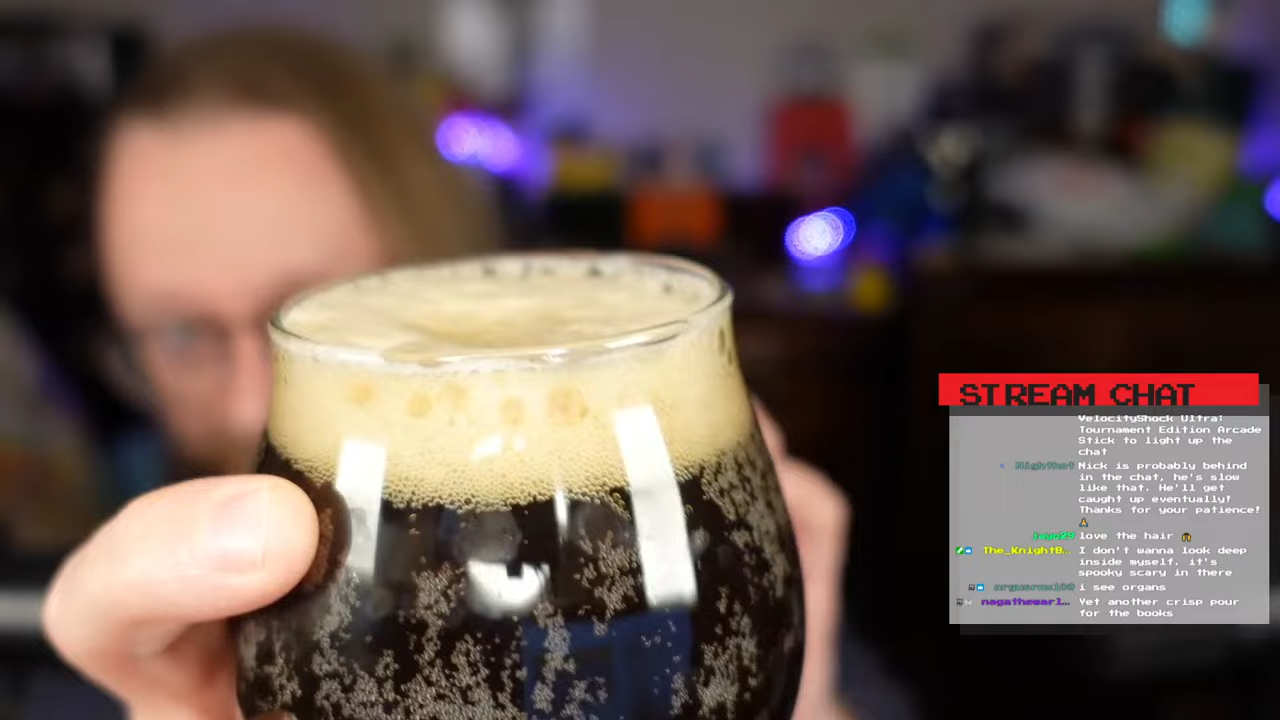 STREAM CHAT
VelocityShock Ultra:
Tournament Edition Arcade
Stick to light up the
chat
Nick is probably behind
in the chat, he's slow
like that. He'll get
caught up eventually!
Thanks for your patience!
🙏
love the hair
The_KnightB… I don't wanna look deep
inside myself. it's
spooky scary in there
i see organs
nagathewarl… Yet another crisp pour
for the books